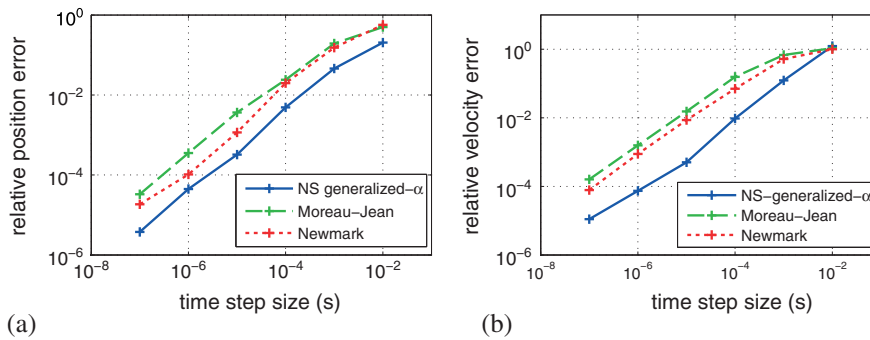 10^0
10^-2
10^-4
10^-6
10^-8
10^-6
10^-4
10^-2
relative position error
time step size (s)
NS generalized-α
Moreau-Jean
Newmark
(a)
10^0
10^-2
10^-4
10^-6
10^-8
10^-6
10^-4
10^-2
relative velocity error
time step size (s)
NS-generalized-α
Moreau-Jean
Newmark
(b)